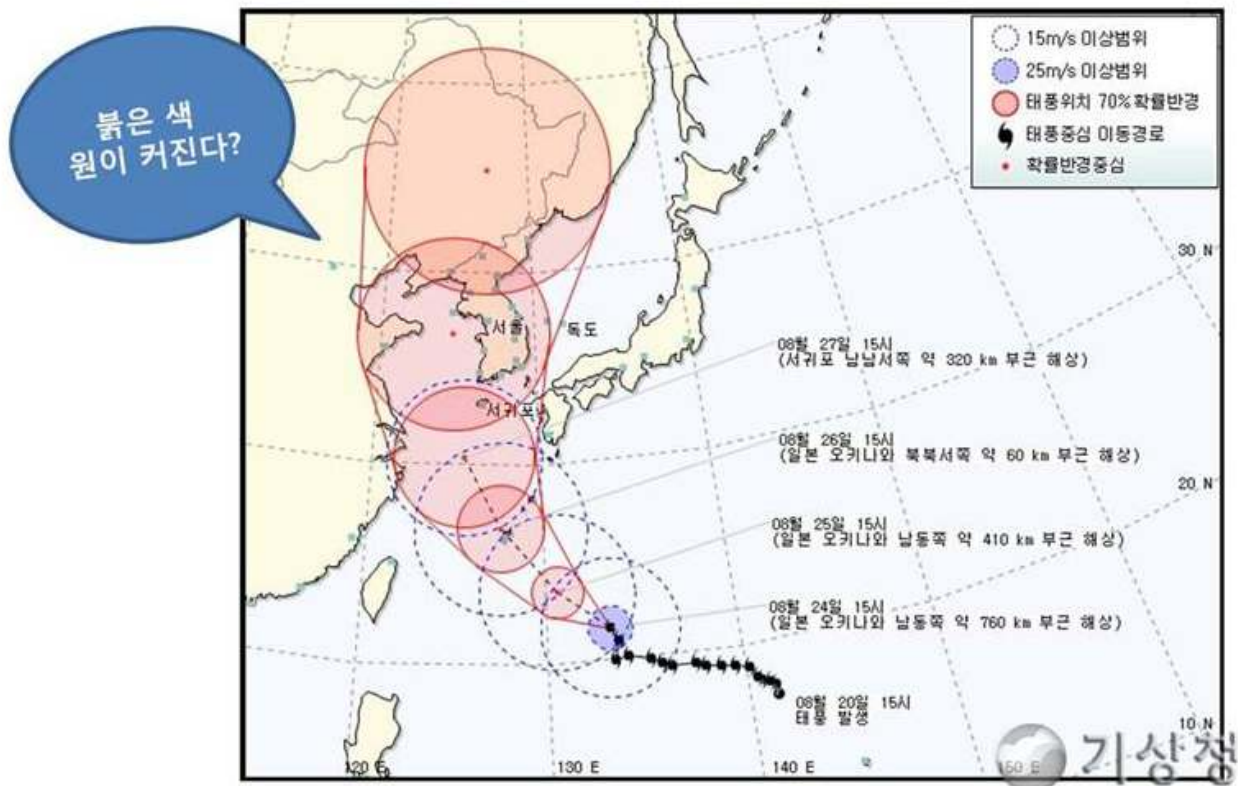 붉은 색
원이 커진다?
15m/s 이상범위
25m/s 이상범위
태풍위치 70%확률반경
태풍중심 이동경로
확률반경중심
30 N
서울
독도
08월 27일 15시
(서귀포 남남서쪽 약 320 km 부근 해상)
서귀포
08월 26일 15시
(일본 오키나와 북북서쪽 약 60 km 부근 해상)
20 N
08월 25일 15시
(일본 오키나와 남동쪽 약 410 km 부근 해상)
08월 24일 15시
(일본 오키나와 남동쪽 약 760 km 부근 해상)
08월 20일 15시
태풍 발생
10 N
120 E
130 E
140 E
150 E
기상청